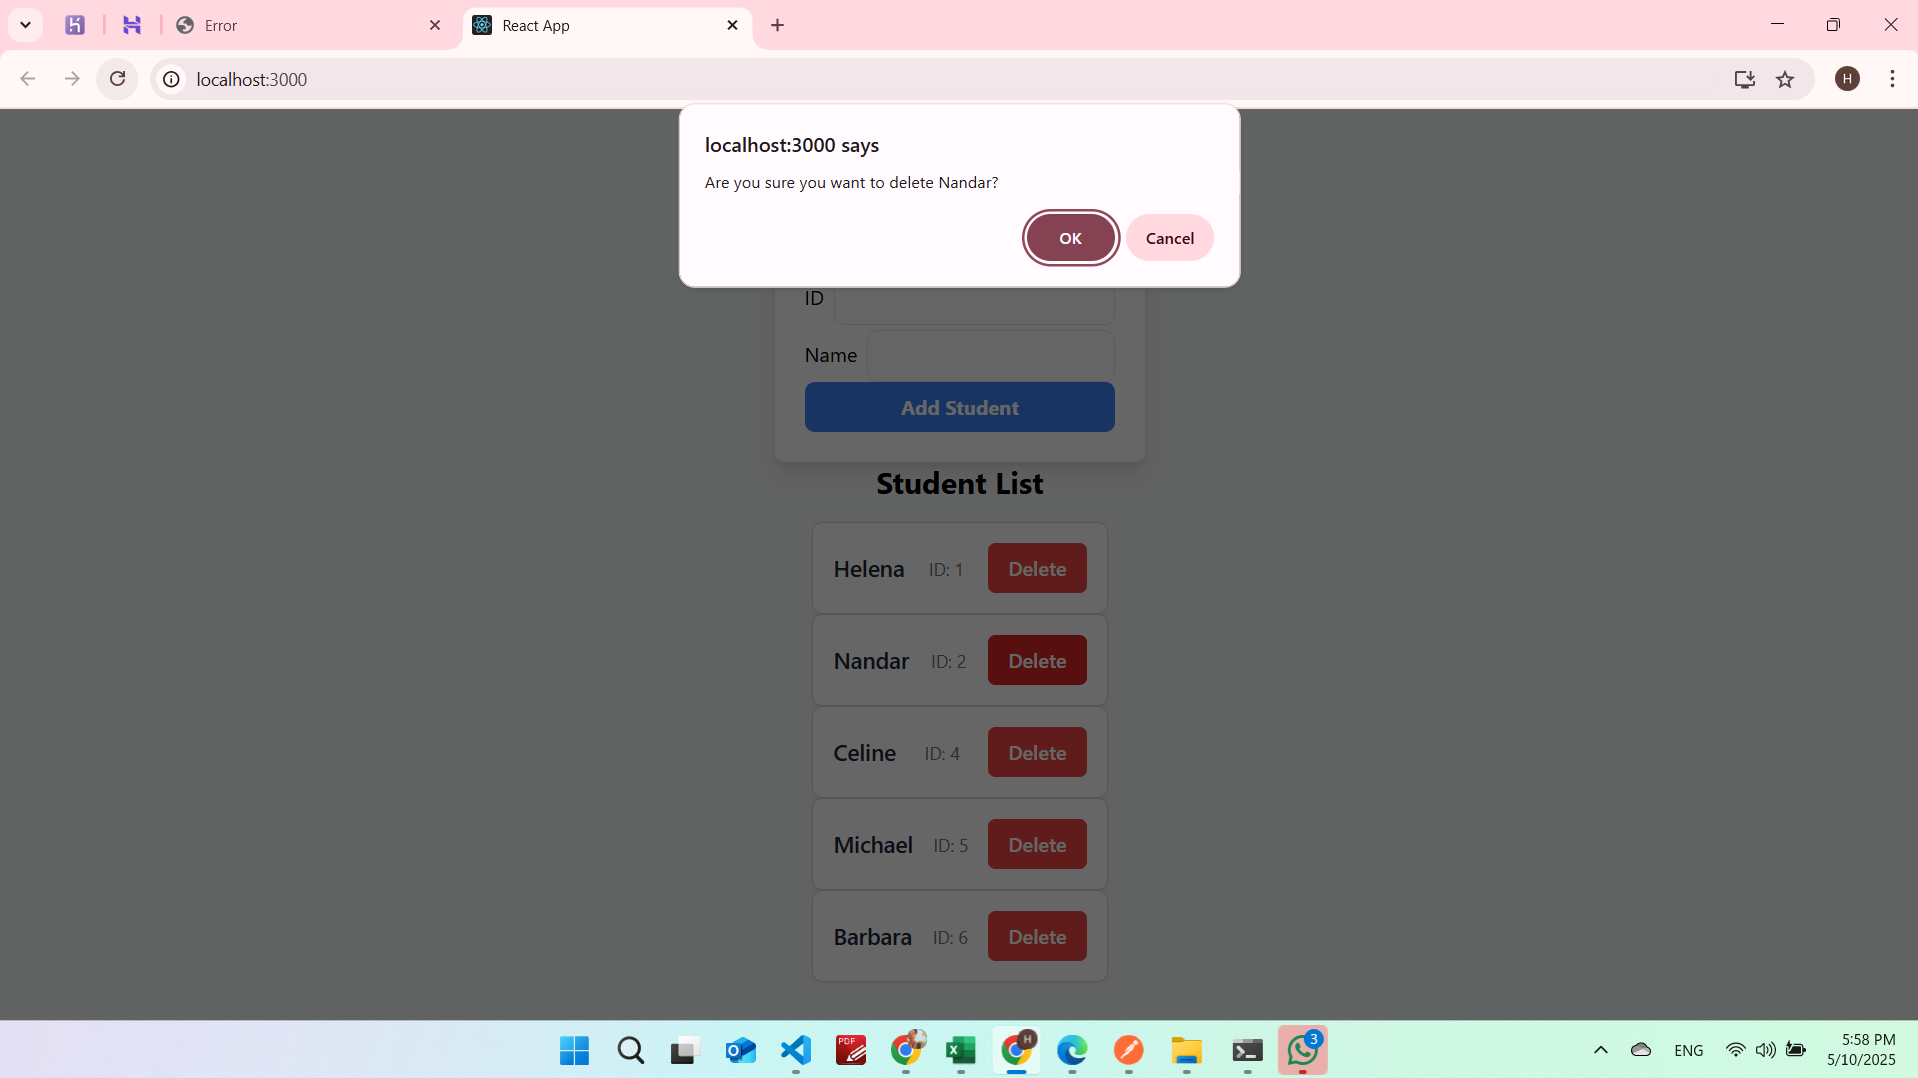 Error
React App
localhost:3000
H
localhost:3000 says
Are you sure you want to delete Nandar?
OK
Cancel
ID
Name
Add Student
Student List
Helena ID: 1 Delete
Nandar ID: 2 Delete
Celine ID: 4 Delete
Michael ID: 5 Delete
Barbara ID: 6 Delete
PDF
H
3
ENG
5:58 PM
5/10/2025